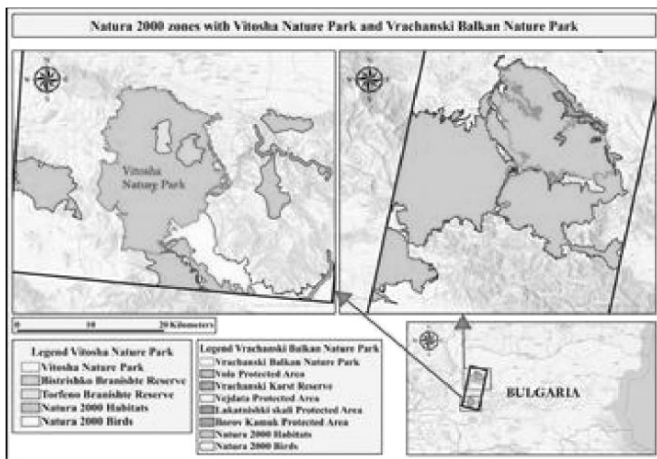 Natura 2000 zones with Vitosha Nature Park and Vrachanski Balkan Nature Park
Vitosha
Nature Park
0 10 20 Kilometers
Legend Vitosha Nature Park
Vitosha Nature Park
Bistrishko Branishte Reserve
Torfeno Branishte Reserve
Natura 2000 Habitats
Natura 2000 Birds
Legend Vrachanski Balkan Nature Park
Vrachanski Balkan Nature Park
Vola Protected Area
Vrachanski Karst Reserve
Vejdata Protected Area
Lakatnishki skali Protected Area
Borov Kamuk Protected Area
Natura 2000 Habitats
Natura 2000 Birds
BULGARIA